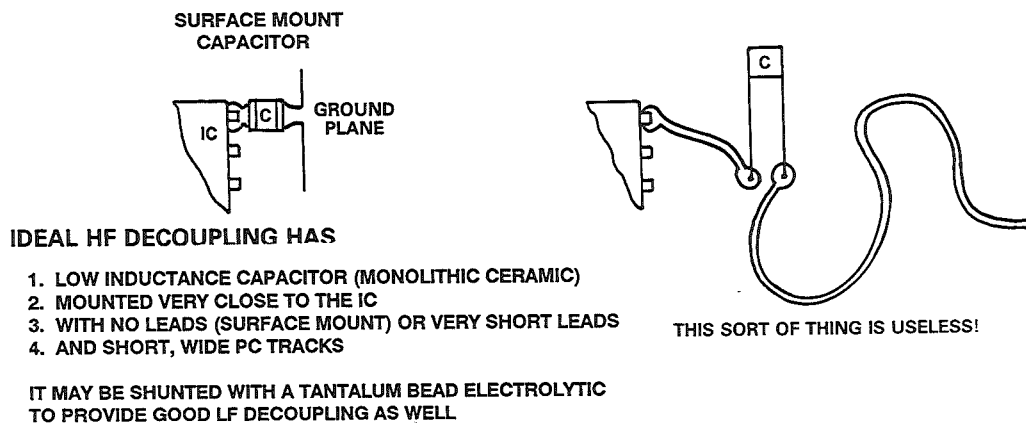 SURFACE MOUNT
CAPACITOR
IC
C
GROUND
PLANE
C
IDEAL HF DECOUPLING HAS
1. LOW INDUCTANCE CAPACITOR (MONOLITHIC CERAMIC)
2. MOUNTED VERY CLOSE TO THE IC
3. WITH NO LEADS (SURFACE MOUNT) OR VERY SHORT LEADS
4. AND SHORT, WIDE PC TRACKS
IT MAY BE SHUNTED WITH A TANTALUM BEAD ELECTROLYTIC
TO PROVIDE GOOD LF DECOUPLING AS WELL
THIS SORT OF THING IS USELESS!